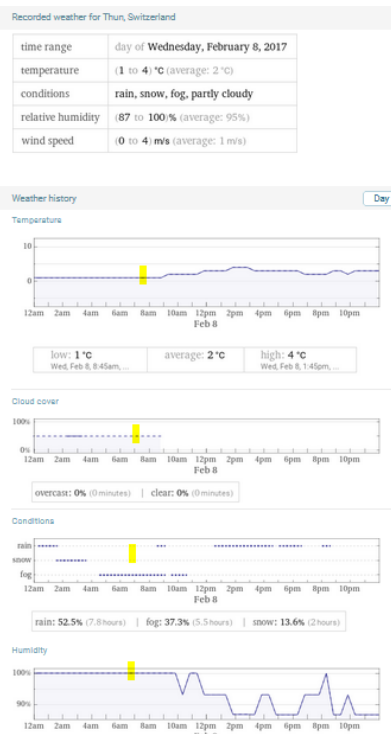 Recorded weather for Thun, Switzerland
time range day of Wednesday, February 8, 2017
temperature (1 to 4) °C (average: 2 °C)
conditions rain, snow, fog, partly cloudy
relative humidity (87 to 100)% (average: 95%)
wind speed (0 to 4) m/s (average: 1 m/s)
Weather history Day
Temperature
10
0
12am 2am 4am 6am 8am 10am 12pm 2pm 4pm 6pm 8pm 10pm
Feb 8
low: 1 °C average: 2 °C high: 4 °C
Wed, Feb 8, 8:45am, ... Wed, Feb 8, 1:45pm, ...
Cloud cover
100%
0%
12am 2am 4am 6am 8am 10am 12pm 2pm 4pm 6pm 8pm 10pm
Feb 8
overcast: 0% (0 minutes) | clear: 0% (0 minutes)
Conditions
rain
snow
fog
12am 2am 4am 6am 8am 10am 12pm 2pm 4pm 6pm 8pm 10pm
Feb 8
rain: 52.5% (7.8 hours) | fog: 37.3% (5.5 hours) | snow: 13.6% (2 hours)
Humidity
100%
90%
12am 2am 4am 6am 8am 10am 12pm 2pm 4pm 6pm 8pm 10pm